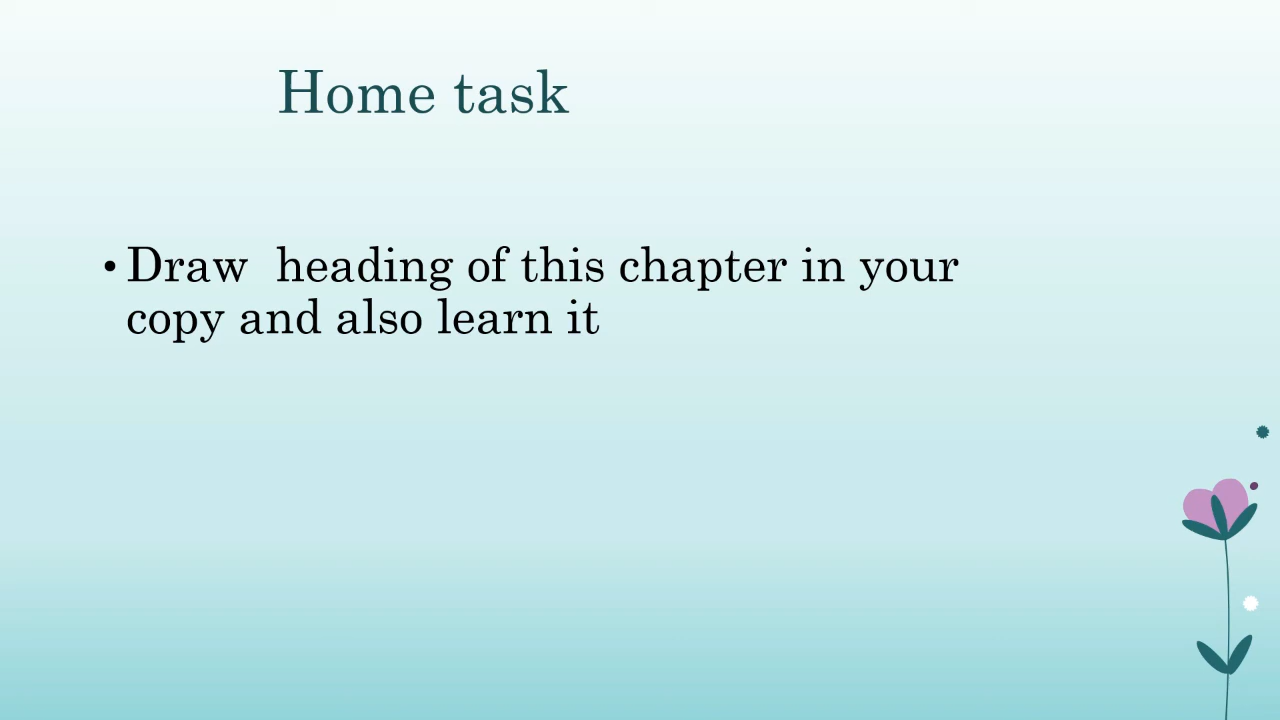 Home task
• Draw  heading of this chapter in your
copy and also learn it